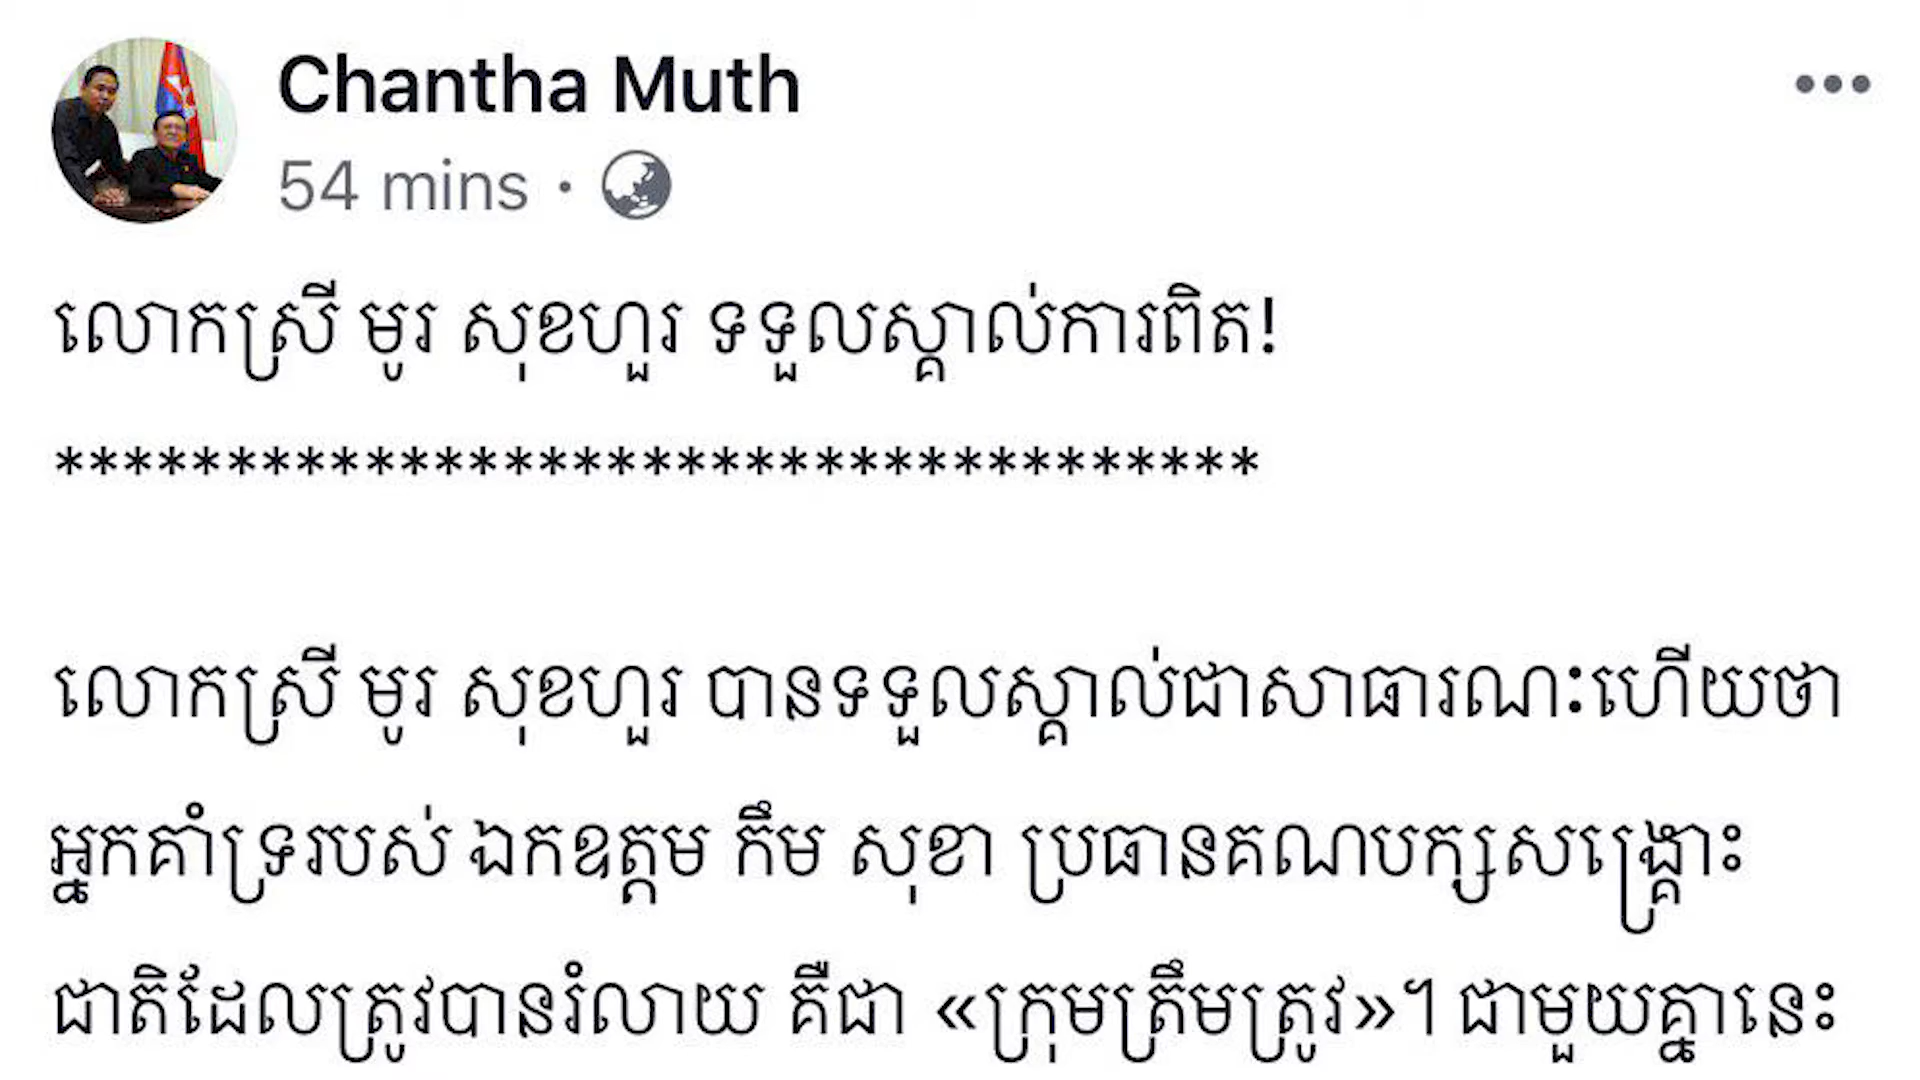 Chantha Muth
54 mins ·
លោកស្រី មូរ សុខហួរ ទទួលស្គាល់ការពិត!
***********************************
លោកស្រី មូរ សុខហួរ បានទទួលស្គាល់ជាសាធារណៈហើយថា
អ្នកគាំទ្ររបស់ ឯកឧត្តម កឹម សុខា ប្រធានគណបក្សសង្គ្រោះ
ជាតិដែលត្រូវបានរំលាយ គឺជា «ក្រុមត្រឹមត្រូវ»។ ជាមួយគ្នានេះ